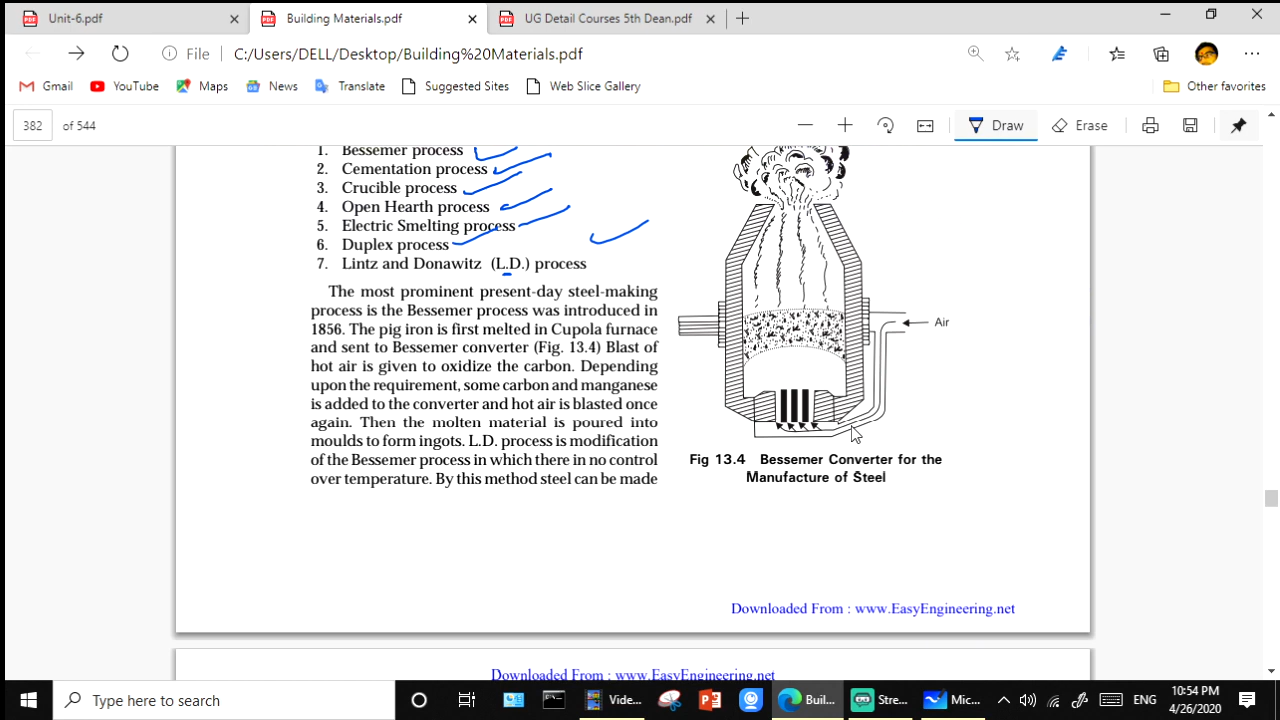 Unit-6.pdf
Building Materials.pdf
UG Detail Courses 5th Dean.pdf
File
C:/Users/DELL/Desktop/Building%20Materials.pdf
Gmail
YouTube
Maps
News
Translate
Suggested Sites
Web Slice Gallery
Other favorites
382 of 544
Draw
Erase
1. Bessemer process
2. Cementation process
3. Crucible process
4. Open Hearth process
5. Electric Smelting process
6. Duplex process
7. Lintz and Donawitz (L.D.) process
The most prominent present-day steel-making
process is the Bessemer process was introduced in
1856. The pig iron is first melted in Cupola furnace
and sent to Bessemer converter (Fig. 13.4) Blast of
hot air is given to oxidize the carbon. Depending
upon the requirement, some carbon and manganese
is added to the converter and hot air is blasted once
again. Then the molten material is poured into
moulds to form ingots. L.D. process is modification
of the Bessemer process in which there in no control
over temperature. By this method steel can be made
Air
Fig 13.4 Bessemer Converter for the
Manufacture of Steel
Downloaded From : www.EasyEngineering.net
Downloaded From : www.EasyEngineering.net
Type here to search
Vide...
Buil...
Stre...
Mic...
ENG
10:54 PM
4/26/2020